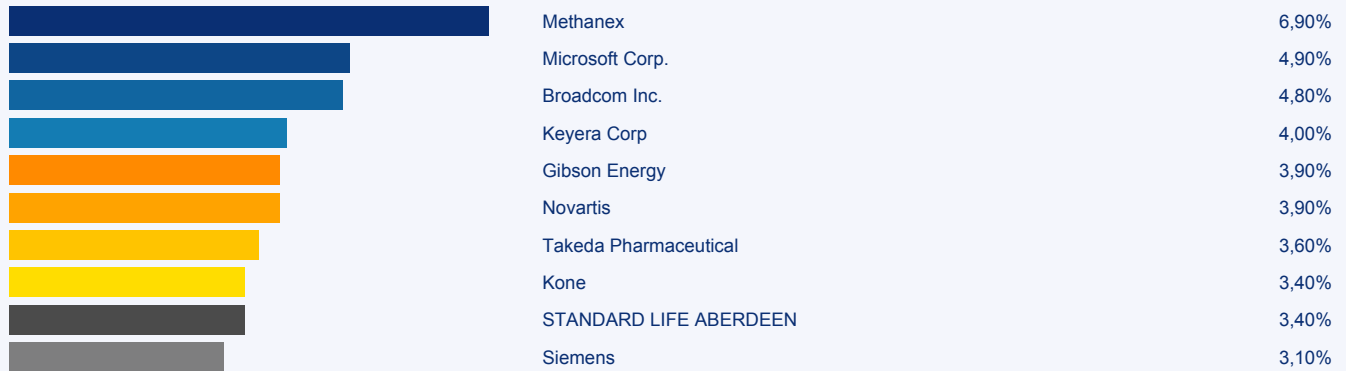 Methanex 6,90%
Microsoft Corp. 4,90%
Broadcom Inc. 4,80%
Keyera Corp 4,00%
Gibson Energy 3,90%
Novartis 3,90%
Takeda Pharmaceutical 3,60%
Kone 3,40%
STANDARD LIFE ABERDEEN 3,40%
Siemens 3,10%